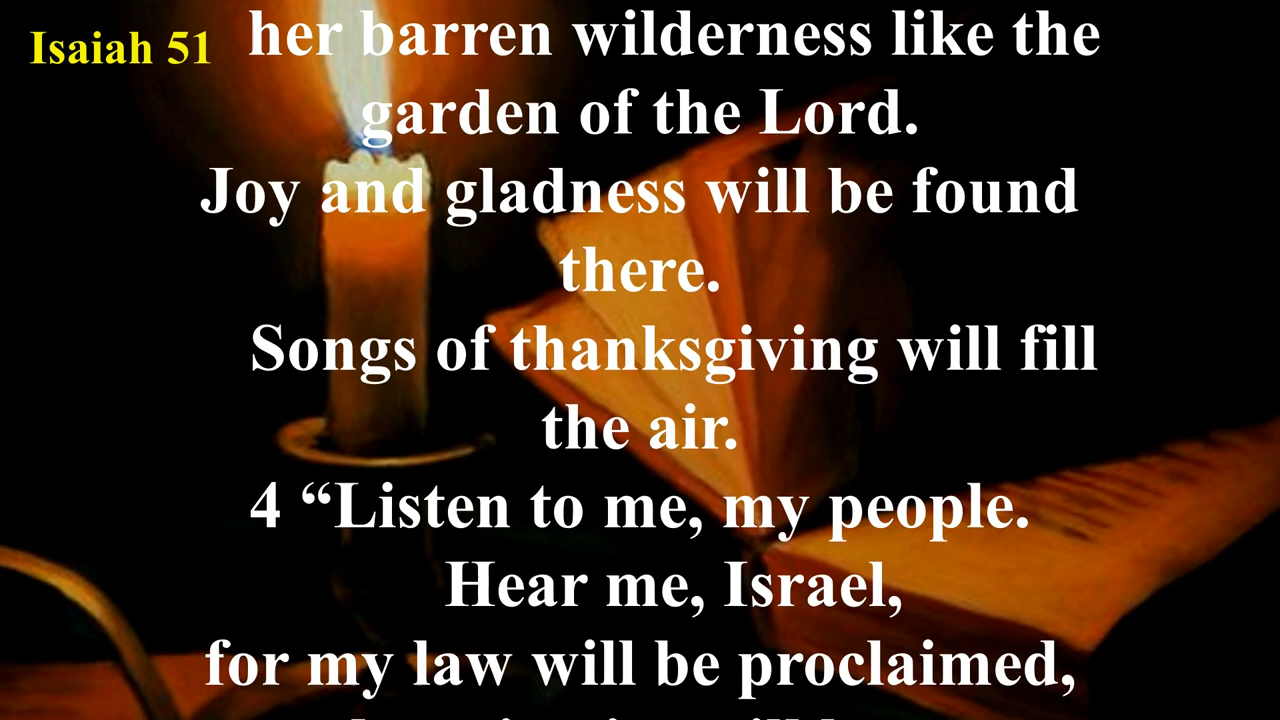 Isaiah 51
her barren wilderness like the
garden of the Lord.
Joy and gladness will be found
there.
Songs of thanksgiving will fill
the air.
4 “Listen to me, my people.
Hear me, Israel,
for my law will be proclaimed,